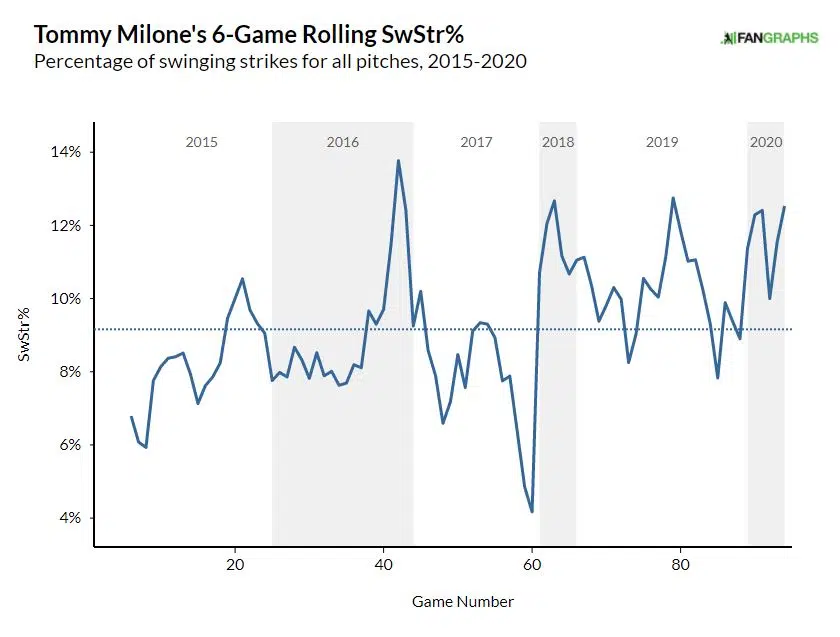 Tommy Milone's 6-Game Rolling SwStr%
FANGRAPHS
Percentage of swinging strikes for all pitches, 2015-2020
2015 2016 2017 2018 2019 2020
14%
12%
10%
8%
6%
4%
SwStr%
20 40 60 80
Game Number